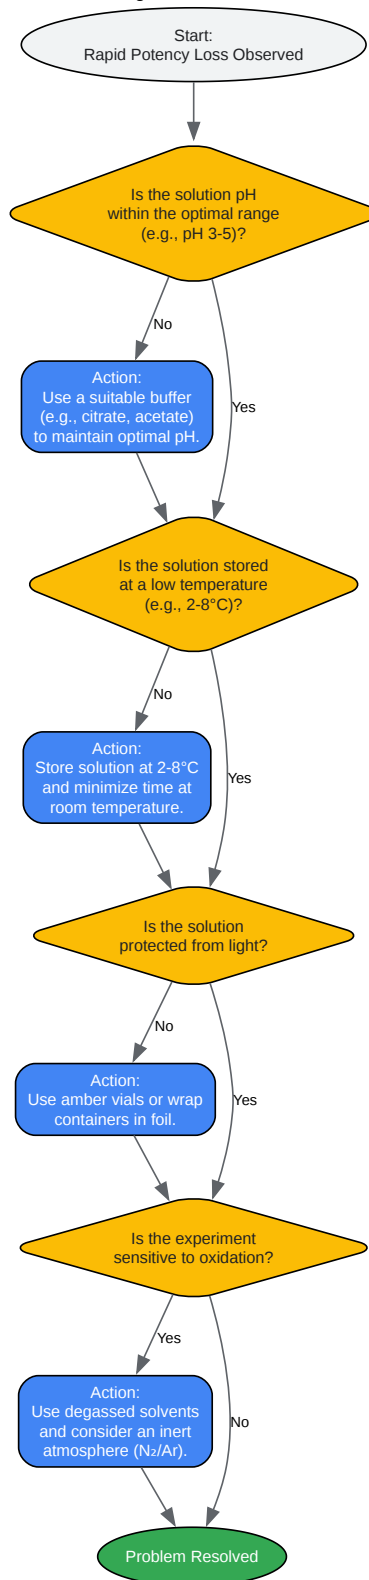 Start:
Rapid Potency Loss Observed
Is the solution pH
within the optimal range
(e.g., pH 3-5)?
No
Yes
Action:
Use a suitable buffer
(e.g., citrate, acetate)
to maintain optimal pH.
Is the solution stored
at a low temperature
(e.g., 2-8°C)?
No
Yes
Action:
Store solution at 2-8°C
and minimize time at
room temperature.
Is the solution
protected from light?
No
Yes
Action:
Use amber vials or wrap
containers in foil.
Is the experiment
sensitive to oxidation?
Yes
No
Action:
Use degassed solvents
and consider an inert
atmosphere (N₂/Ar).
Problem Resolved